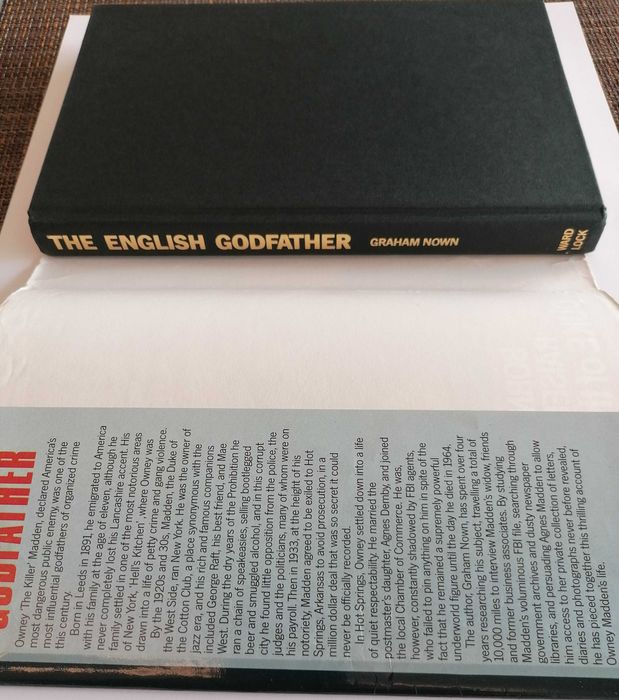 THE ENGLISH GODFATHER GRAHAM NOWN WARD
LOCK
GODFATHER
Owney 'The Killer' Madden, declared America's
most dangerous public enemy, was one of the
most influential godfathers of organized crime
this century.
Born in Leeds in 1891, he emigrated to America
with his family at the age of eleven, although he
never completely lost his Lancashire accent. His
family settled in one of the most notorious areas
of New York, 'Hell's Kitchen' where Owney was
drawn into a life of petty crime and gang violence.
By the 1920s and 30s, Madden, the Duke of
the West Side, ran New York. He was the owner of
the Cotton Club, a place synonymous with the
jazz era, and his rich and famous companions
included George Raft, his best friend, and Mae
West. During the dry years of the Prohibition he
ran a chain of speakeasies, selling bootlegged
beer and smuggled alcohol, and in this corrupt
city he found little opposition from the police, the
judges and the politicians, many of whom were on
his payroll. Then in 1933, at the height of his
notoriety, Madden agreed to be exiled to Hot
Springs, Arkansas to avoid prosecution, in a
million dollar deal that was so secret it could
never be officially recorded.
In Hot Springs, Owney settled down into a life
of quiet respectability. He married the
postmaster's daughter, Agnes Demby, and joined
the local Chamber of Commerce. He was,
however, constantly shadowed by FBI agents,
who failed to pin anything on him in spite of the
fact that he remained a supremely powerful
underworld figure until the day he died in 1964.
The author, Graham Nown, has spent over four
years researching his subject, travelling a total of
10,000 miles to interview Madden's widow, friends
and former business associates. By studying
Madden's voluminous FBI file, searching through
government archives and dusty newspaper
libraries, and persuading Agnes Madden to allow
him access to her private collection of letters,
diaries and photographs never before revealed,
he has pieced together this thrilling account of
Owney Madden's life.